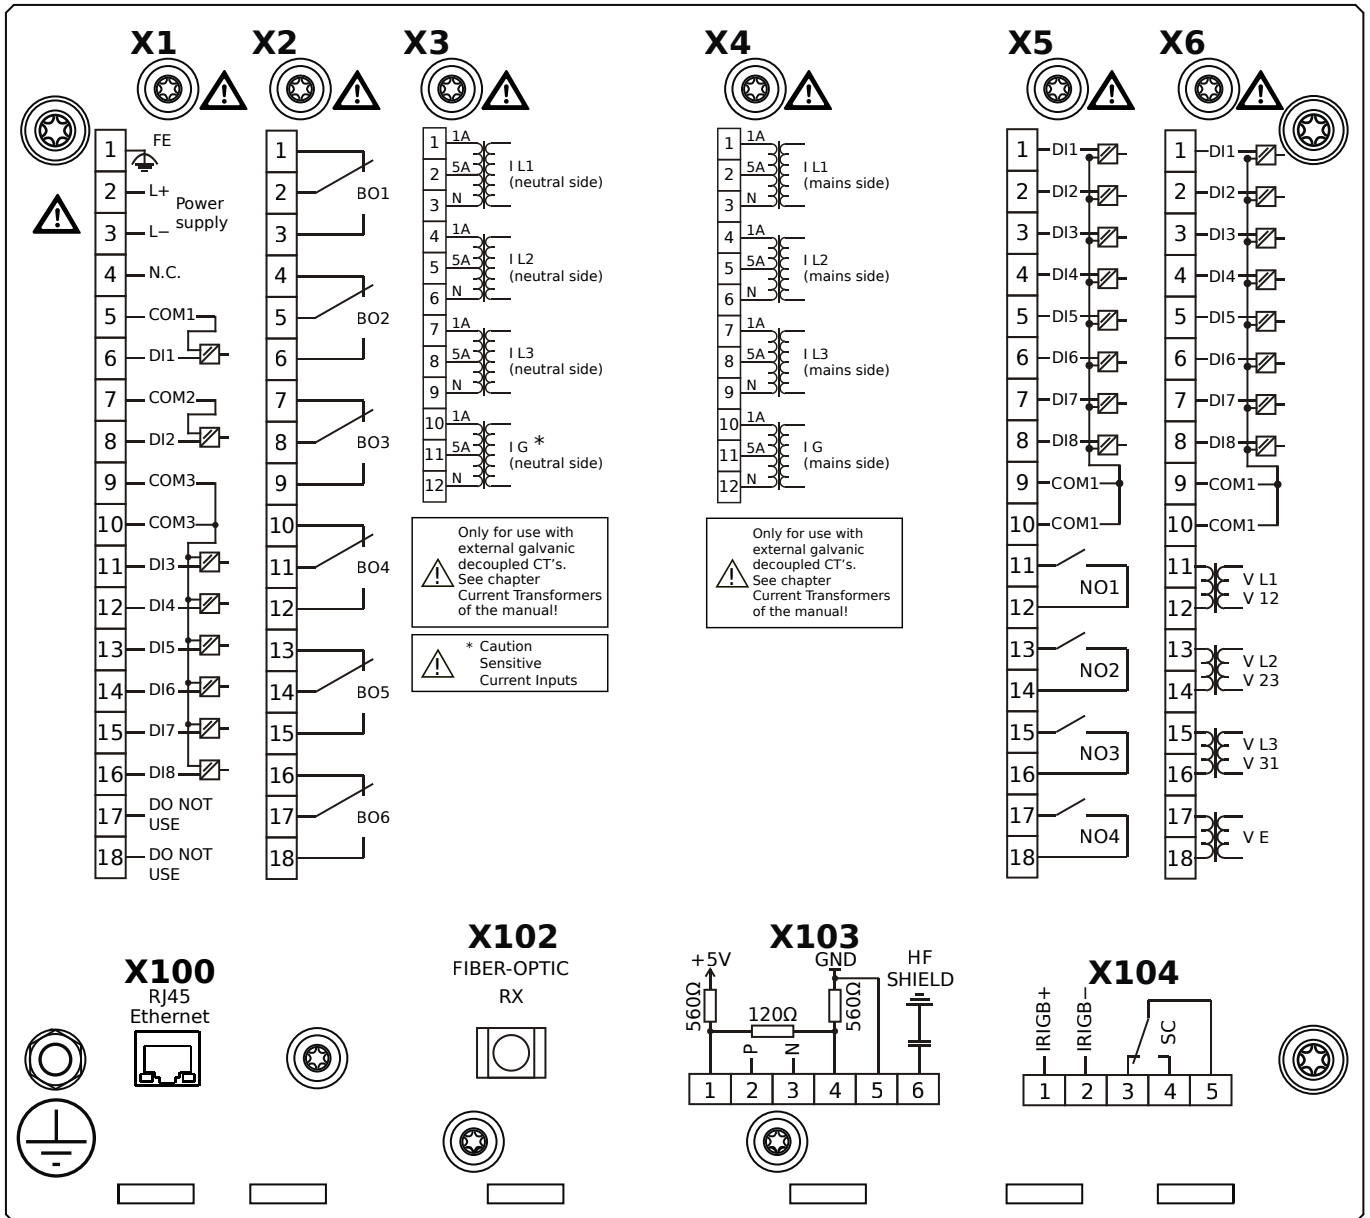 X1 X2 X3 X4 X5 X6
1 FE
2 L+
Power
supply
3 L−
4 N.C.
5 COM1
6 DI1
7 COM2
8 DI2
9 COM3
10 COM3
11 DI3
12 DI4
13 DI5
14 DI6
15 DI7
16 DI8
17 DO NOT
USE
18 DO NOT
USE
1
2 BO1
3
4
5 BO2
6
7
8 BO3
9
10
11 BO4
12
13
14 BO5
15
16
17 BO6
18
1 1A
2 5A I L1
(neutral side)
3 N
4 1A
5 5A I L2
(neutral side)
6 N
7 1A
8 5A I L3
(neutral side)
9 N
10 1A
11 5A I G *
(neutral side)
12 N
Only for use with
external galvanic
decoupled CT's.
See chapter
Current Transformers
of the manual!
* Caution
Sensitive
Current Inputs
1 1A
2 5A I L1
(mains side)
3 N
4 1A
5 5A I L2
(mains side)
6 N
7 1A
8 5A I L3
(mains side)
9 N
10 1A
11 5A I G
(mains side)
12 N
Only for use with
external galvanic
decoupled CT's.
See chapter
Current Transformers
of the manual!
1 DI1
2 DI2
3 DI3
4 DI4
5 DI5
6 DI6
7 DI7
8 DI8
9 COM1
10 COM1
11
NO1
12
13
NO2
14
15
NO3
16
17
NO4
18
1 DI1
2 DI2
3 DI3
4 DI4
5 DI5
6 DI6
7 DI7
8 DI8
9 COM1
10 COM1
11 V L1
12 V 12
13 V L2
14 V 23
15 V L3
16 V 31
17
V E
18
X100
RJ45
Ethernet
X102
FIBER-OPTIC
RX
X103
+5V GND HF
SHIELD
560Ω 120Ω 560Ω
P N
1 2 3 4 5 6
X104
IRIGB+ IRIGB− SC
1 2 3 4 5